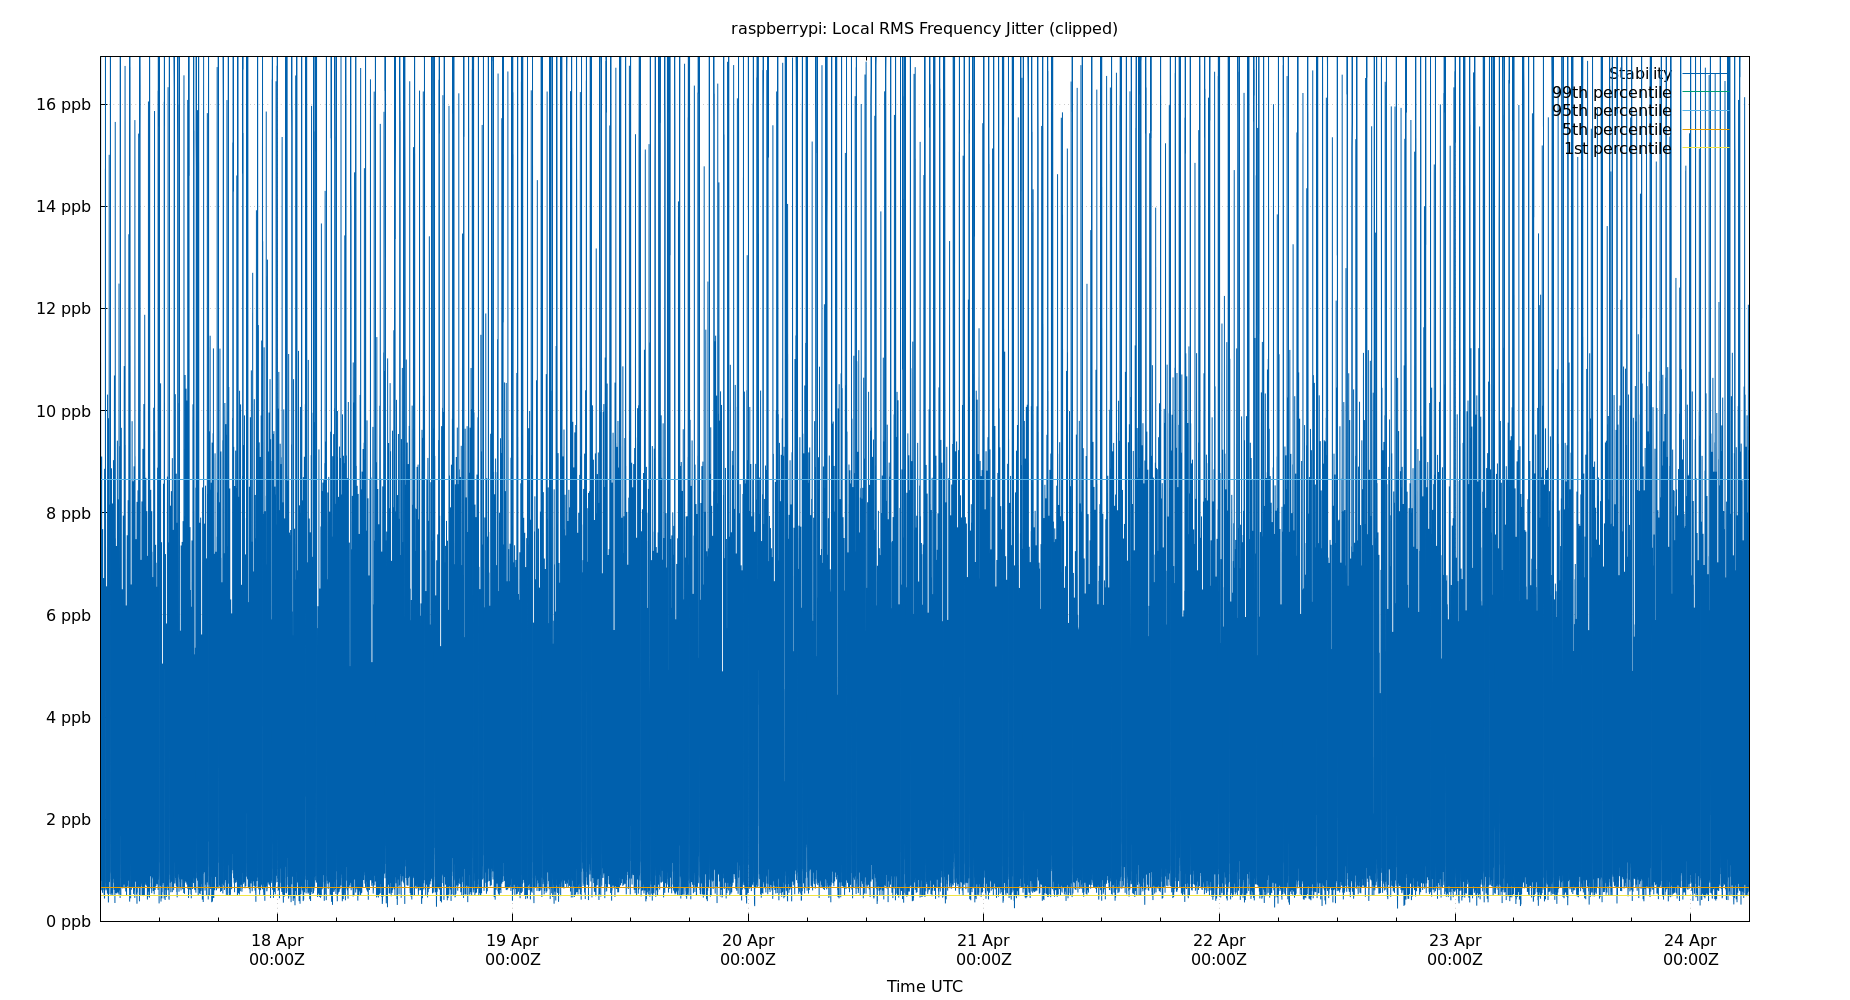 raspberrypi: Local RMS Frequency Jitter (clipped)
Stability
99th percentile
95th percentile
5th percentile
1st percentile
16 ppb
14 ppb
12 ppb
10 ppb
8 ppb
6 ppb
4 ppb
2 ppb
0 ppb
18 Apr 19 Apr 20 Apr 21 Apr 22 Apr 23 Apr 24 Apr
00:00Z 00:00Z 00:00Z 00:00Z 00:00Z 00:00Z 00:00Z
Time UTC